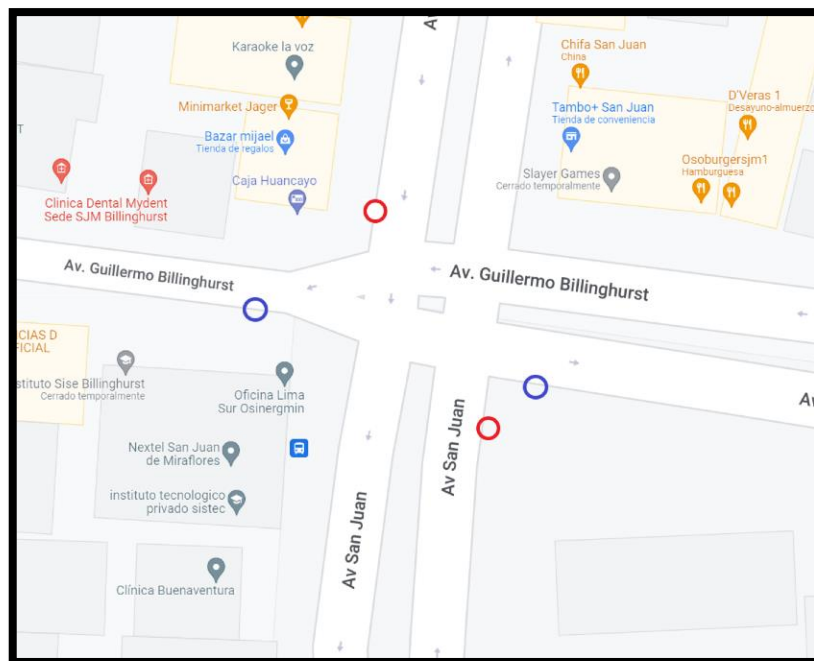 Karaoke la voz
Minimarket Jager
Bazar mijael
Tienda de regalos
Caja Huancayo
Clinica Dental Mydent
Sede SJM Billinghurst
Chifa San Juan
China
Tambo+ San Juan
Tienda de conveniencia
D'Veras 1
Desayuno-almuerzo
Slayer Games
Cerrado temporalmente
Osoburgersjm1
Hamburguesa
Av. Guillermo Billinghurst
Av. Guillermo Billinghurst
CIAS D
FICIAL
stituto Sise Billinghurst
Cerrado temporalmente
Oficina Lima
Sur Osinergmin
Nextel San Juan
de Miraflores
instituto tecnologico
privado sistec
Clínica Buenaventura
Av San Juan
Av San Juan
Av